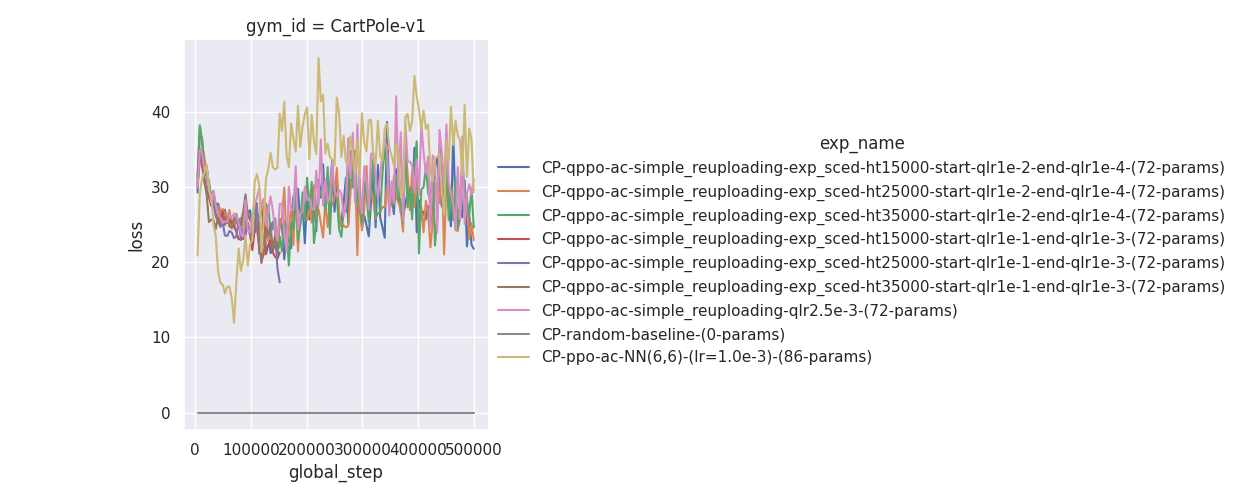 gym_id = CartPole-v1
loss
40
30
20
10
0
0
100000
200000
300000
400000
500000
global_step
exp_name
CP-qppo-ac-simple_reuploading-exp_sced-ht15000-start-qlr1e-2-end-qlr1e-4-(72-params)
CP-qppo-ac-simple_reuploading-exp_sced-ht25000-start-qlr1e-2-end-qlr1e-4-(72-params)
CP-qppo-ac-simple_reuploading-exp_sced-ht35000-start-qlr1e-2-end-qlr1e-4-(72-params)
CP-qppo-ac-simple_reuploading-exp_sced-ht15000-start-qlr1e-1-end-qlr1e-3-(72-params)
CP-qppo-ac-simple_reuploading-exp_sced-ht25000-start-qlr1e-1-end-qlr1e-3-(72-params)
CP-qppo-ac-simple_reuploading-exp_sced-ht35000-start-qlr1e-1-end-qlr1e-3-(72-params)
CP-qppo-ac-simple_reuploading-qlr2.5e-3-(72-params)
CP-random-baseline-(0-params)
CP-ppo-ac-NN(6,6)-(lr=1.0e-3)-(86-params)